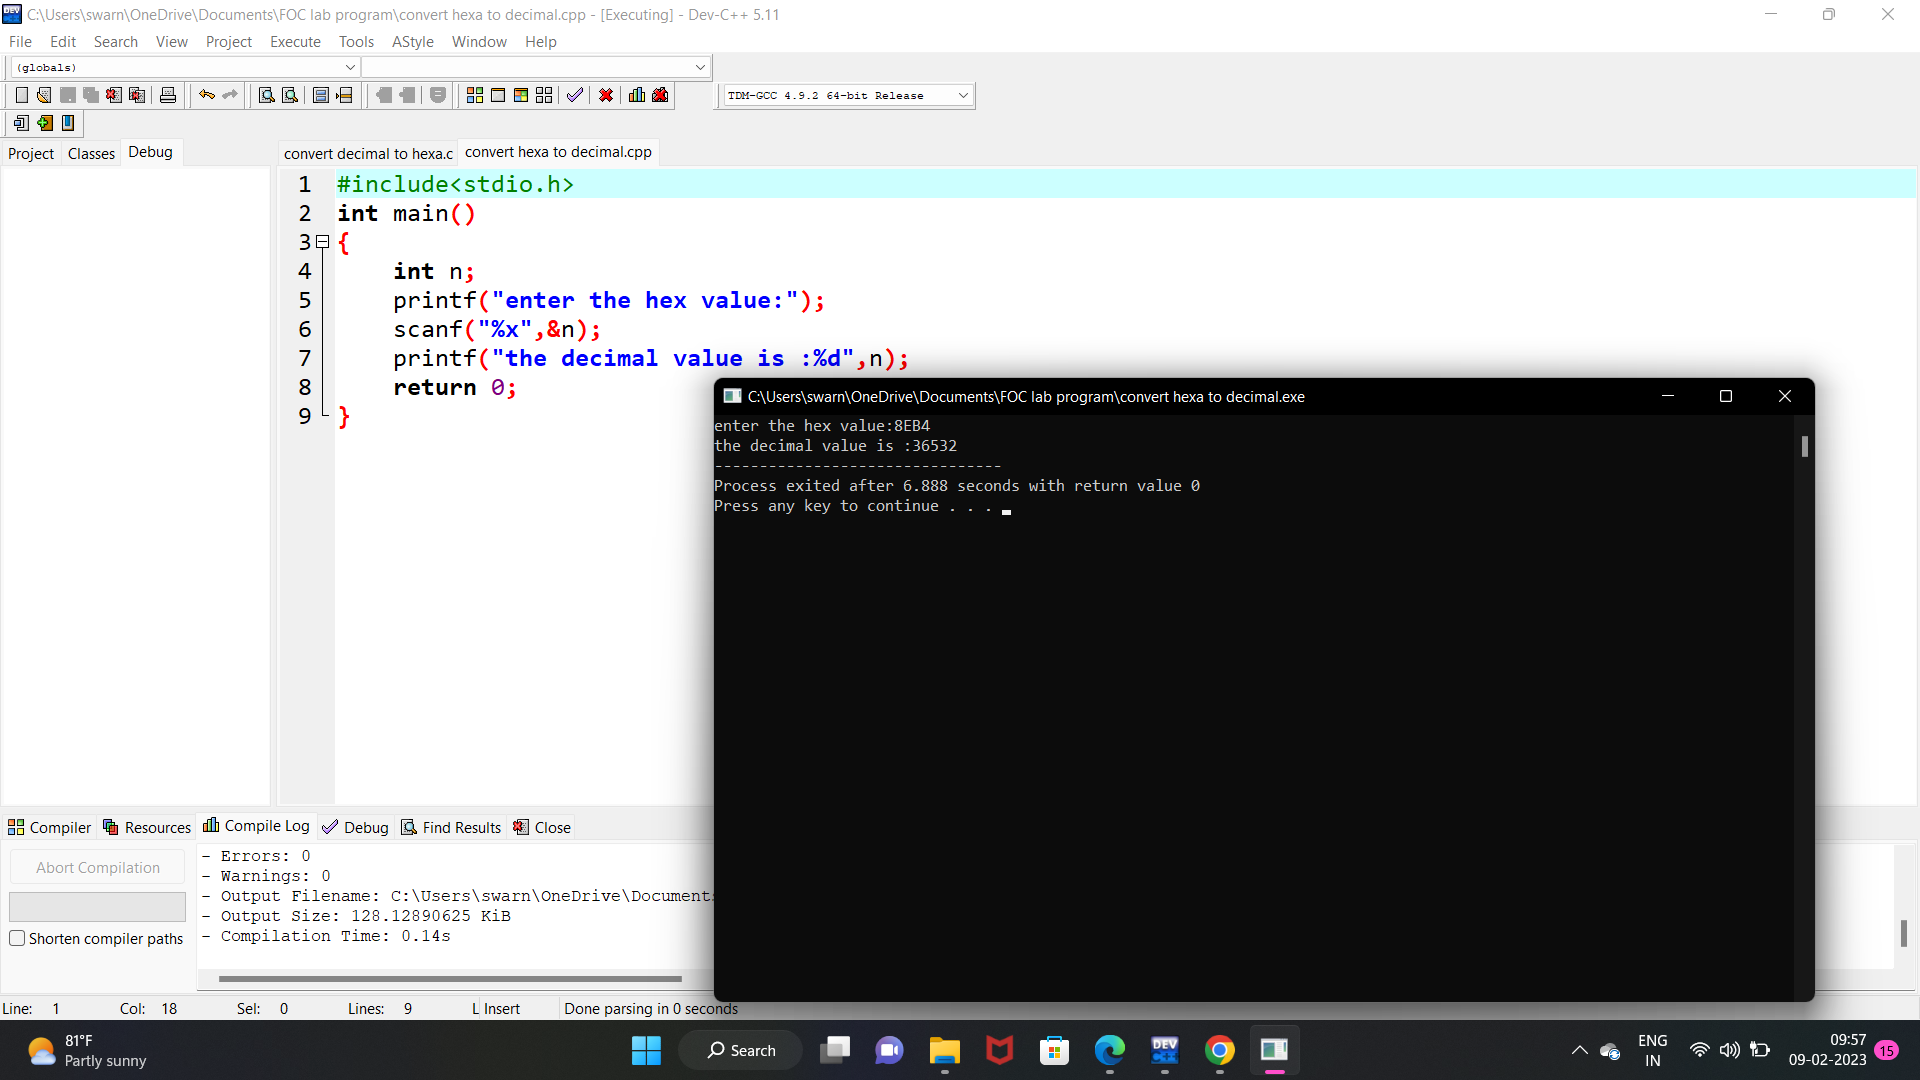 C:\Users\swarn\OneDrive\Documents\FOC lab program\convert hexa to decimal.cpp - [Executing] - Dev-C++ 5.11
File Edit Search View Project Execute Tools AStyle Window Help
(globals)
TDM-GCC 4.9.2 64-bit Release
Project Classes Debug
convert decimal to hexa.c convert hexa to decimal.cpp
1 #include<stdio.h>
2 int main()
3 {
4 int n;
5 printf("enter the hex value:");
6 scanf("%x",&n);
7 printf("the decimal value is :%d",n);
8 return 0;
9 }
C:\Users\swarn\OneDrive\Documents\FOC lab program\convert hexa to decimal.exe
enter the hex value:8EB4
the decimal value is :36532
--------------------------------
Process exited after 6.888 seconds with return value 0
Press any key to continue . . .
Compiler Resources Compile Log Debug Find Results Close
Abort Compilation
Shorten compiler paths
- Errors: 0
- Warnings: 0
- Output Filename: C:\Users\swarn\OneDrive\Documents
- Output Size: 128.12890625 KiB
- Compilation Time: 0.14s
Line: 1 Col: 18 Sel: 0 Lines: 9 L Insert Done parsing in 0 seconds
81°F
Partly sunny
Search
DEV
C++
ENG
IN
09:57
09-02-2023
15